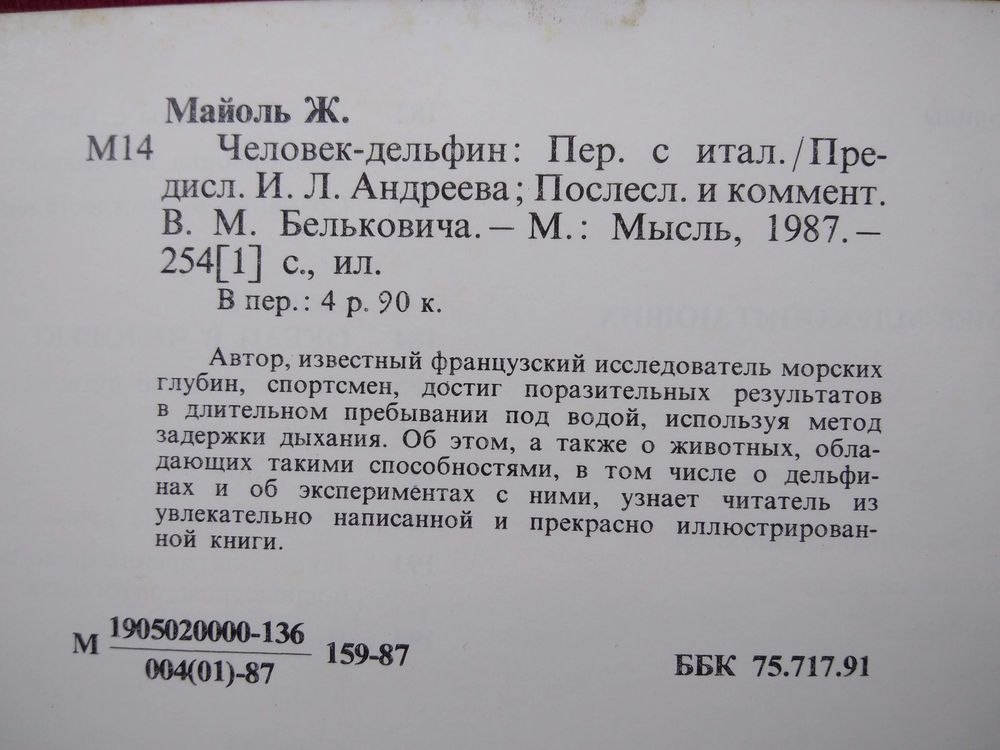 Майоль Ж.
М14 Человек-дельфин: Пер. с итал./Пре-
дисл. И. Л. Андреева; Послесл. и коммент.
В. М. Бельковича.— М.: Мысль, 1987.—
254[1] с., ил.
В пер.: 4 р. 90 к.
Автор, известный французский исследователь морских
глубин, спортсмен, достиг поразительных результатов
в длительном пребывании под водой, используя метод
задержки дыхания. Об этом, а также о животных, обла-
дающих такими способностями, в том числе о дельфи-
нах и об экспериментах с ними, узнает читатель из
увлекательно написанной и прекрасно иллюстрирован-
ной книги.
М 1905020000-136
004(01)-87
159-87
ББК 75.717.91